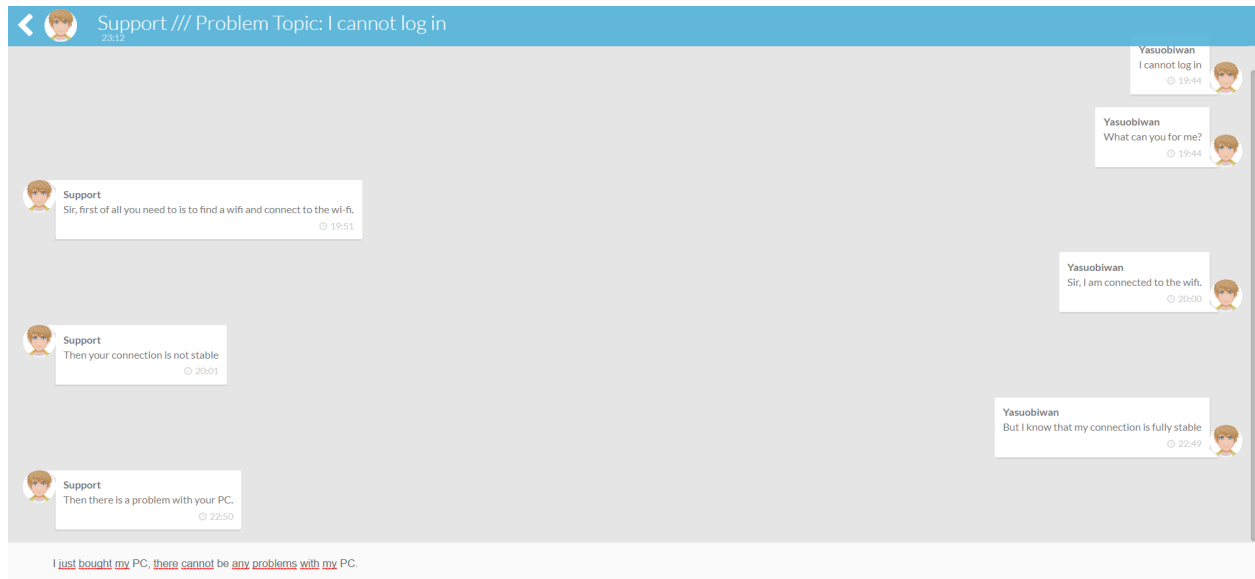 Support /// Problem Topic: I cannot log in
23:12
Yasuobiwan
I cannot log in
19:44
Yasuobiwan
What can you for me?
19:44
Support
Sir, first of all you need to is to find a wifi and connect to the wi-fi.
19:51
Yasuobiwan
Sir, I am connected to the wifi.
20:00
Support
Then your connection is not stable
20:01
Yasuobiwan
But I know that my connection is fully stable
22:49
Support
Then there is a problem with your PC.
22:50
I just bought my PC, there cannot be any problems with my PC.